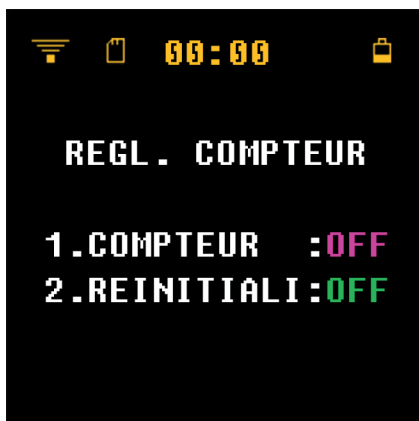 00:00
REGL. COMPTEUR
1.COMPTEUR :OFF
2.REINITIALI:OFF